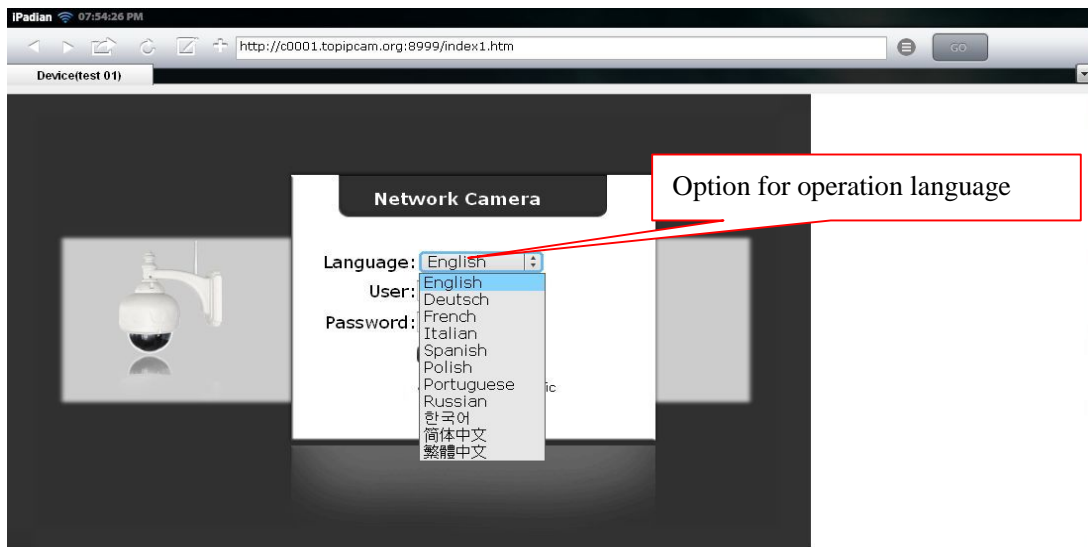 iPadian 07:54:26 PM
http://c0001.topipcam.org:8999/index1.htm
GO
Device(test 01)
Network Camera
Option for operation language
Language: English
User:
Password:
English
Deutsch
French
Italian
Spanish
Polish
Portuguese
Russian
한국어
简体中文
繁體中文
ic